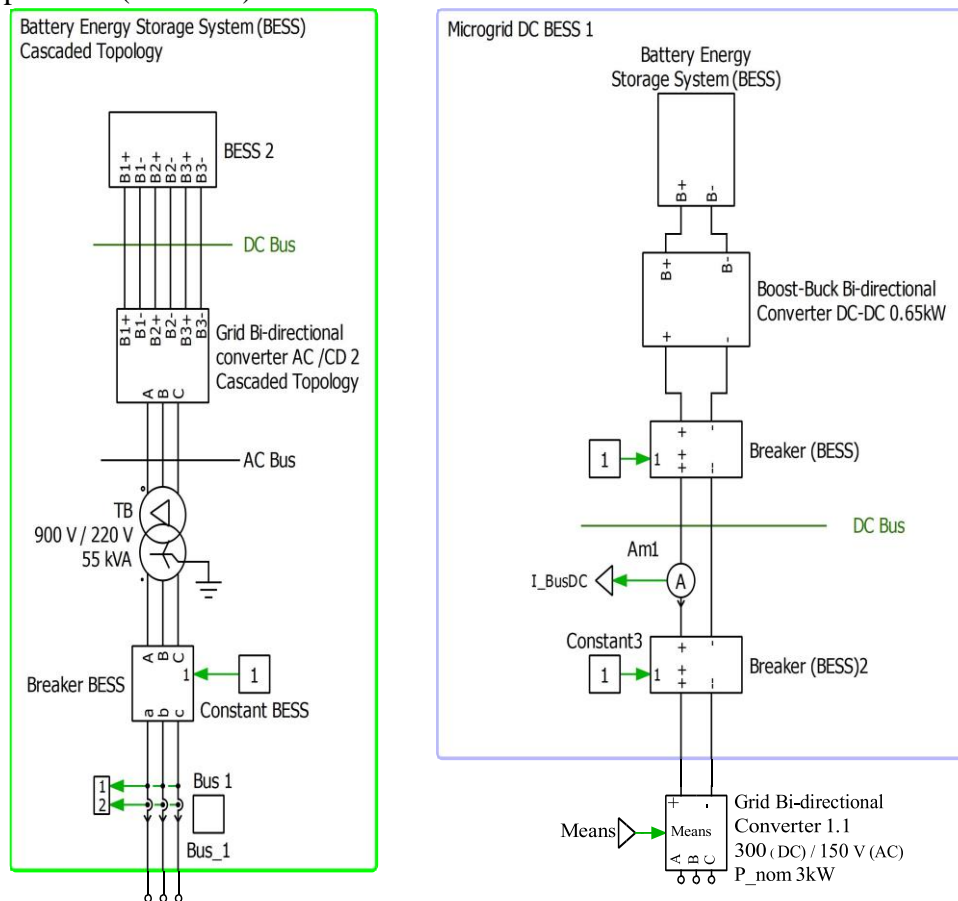 Battery Energy Storage System (BESS)
Cascaded Topology
BESS 2
B1+
B1-
B2+
B2-
B3+
B3-
DC Bus
B1+
B1-
B2+
B2-
B3+
B3-
Grid Bi-directional
converter AC /CD 2
Cascaded Topology
A
B
C
AC Bus
TB
900 V / 220 V
55 kVA
A
B
C
1
1
Breaker BESS
Constant BESS
a
b
c
1
2
Bus 1
Bus_1
Microgrid DC BESS 1
Battery Energy
Storage System (BESS)
B+
B-
B+
B-
Boost-Buck Bi-directional
Converter DC-DC 0.65kW
+
-
+
-
1
1
Breaker (BESS)
+
+
--
DC Bus
Am1
I_BusDC
A
Constant3
+
-
1
1
Breaker (BESS)2
+
+
--
+
-
Means
Means
A
B
C
Grid Bi-directional
Converter 1.1
300 (DC) / 150 V (AC)
P_nom 3kW